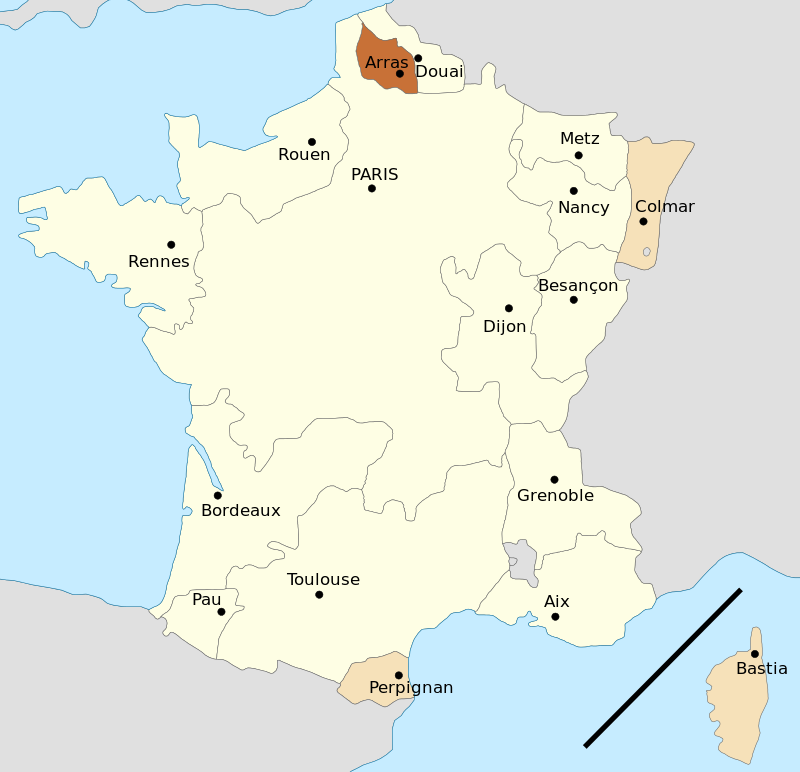 Arras
Douai
Metz
Rouen
PARIS
Nancy
Colmar
Rennes
Besançon
Dijon
Grenoble
Bordeaux
Toulouse
Pau
Aix
Bastia
Perpignan